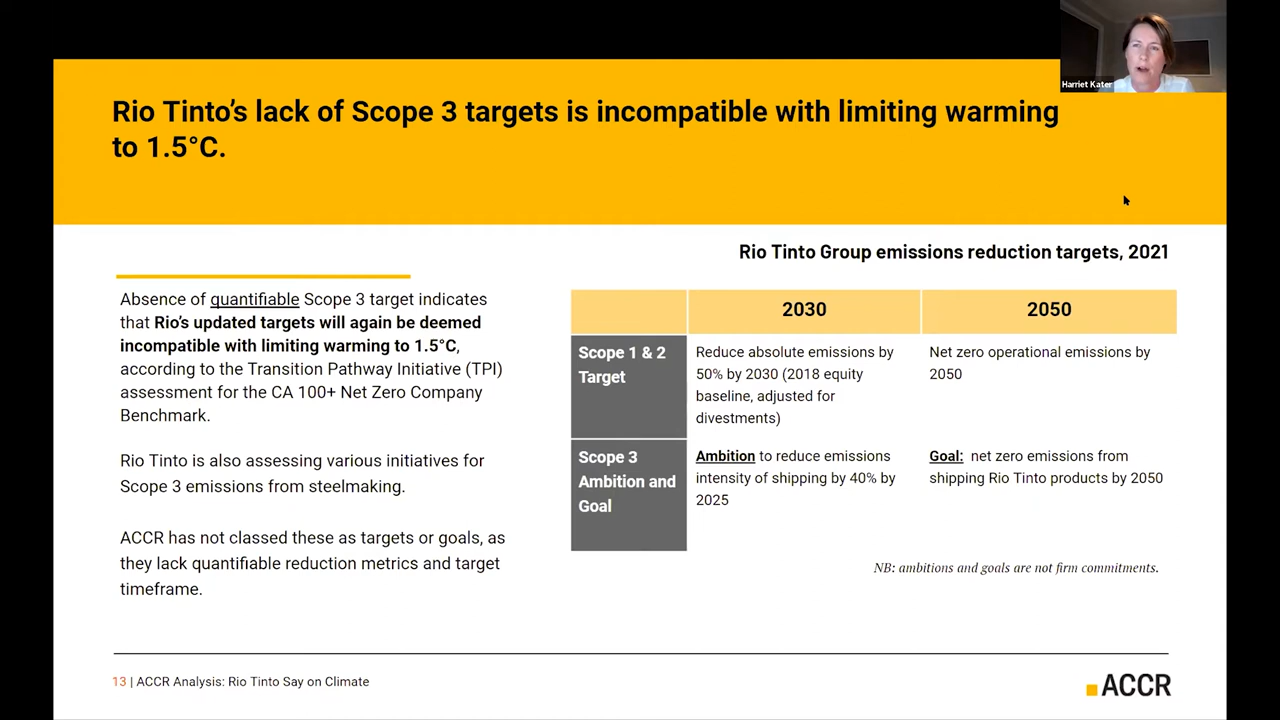 Harriet Kater
Rio Tinto's lack of Scope 3 targets is incompatible with limiting warming
to 1.5°C.
Absence of quantifiable Scope 3 target indicates
that Rio's updated targets will again be deemed
incompatible with limiting warming to 1.5°C,
according to the Transition Pathway Initiative (TPI)
assessment for the CA 100+ Net Zero Company
Benchmark.
Rio Tinto is also assessing various initiatives for
Scope 3 emissions from steelmaking.
ACCR has not classed these as targets or goals, as
they lack quantifiable reduction metrics and target
timeframe.
Rio Tinto Group emissions reduction targets, 2021
2030
2050
Scope 1 & 2
Target
Reduce absolute emissions by
50% by 2030 (2018 equity
baseline, adjusted for
divestments)
Net zero operational emissions by
2050
Scope 3
Ambition and
Goal
Ambition to reduce emissions
intensity of shipping by 40% by
2025
Goal: net zero emissions from
shipping Rio Tinto products by 2050
NB: ambitions and goals are not firm commitments.
13 | ACCR Analysis: Rio Tinto Say on Climate
ACCR